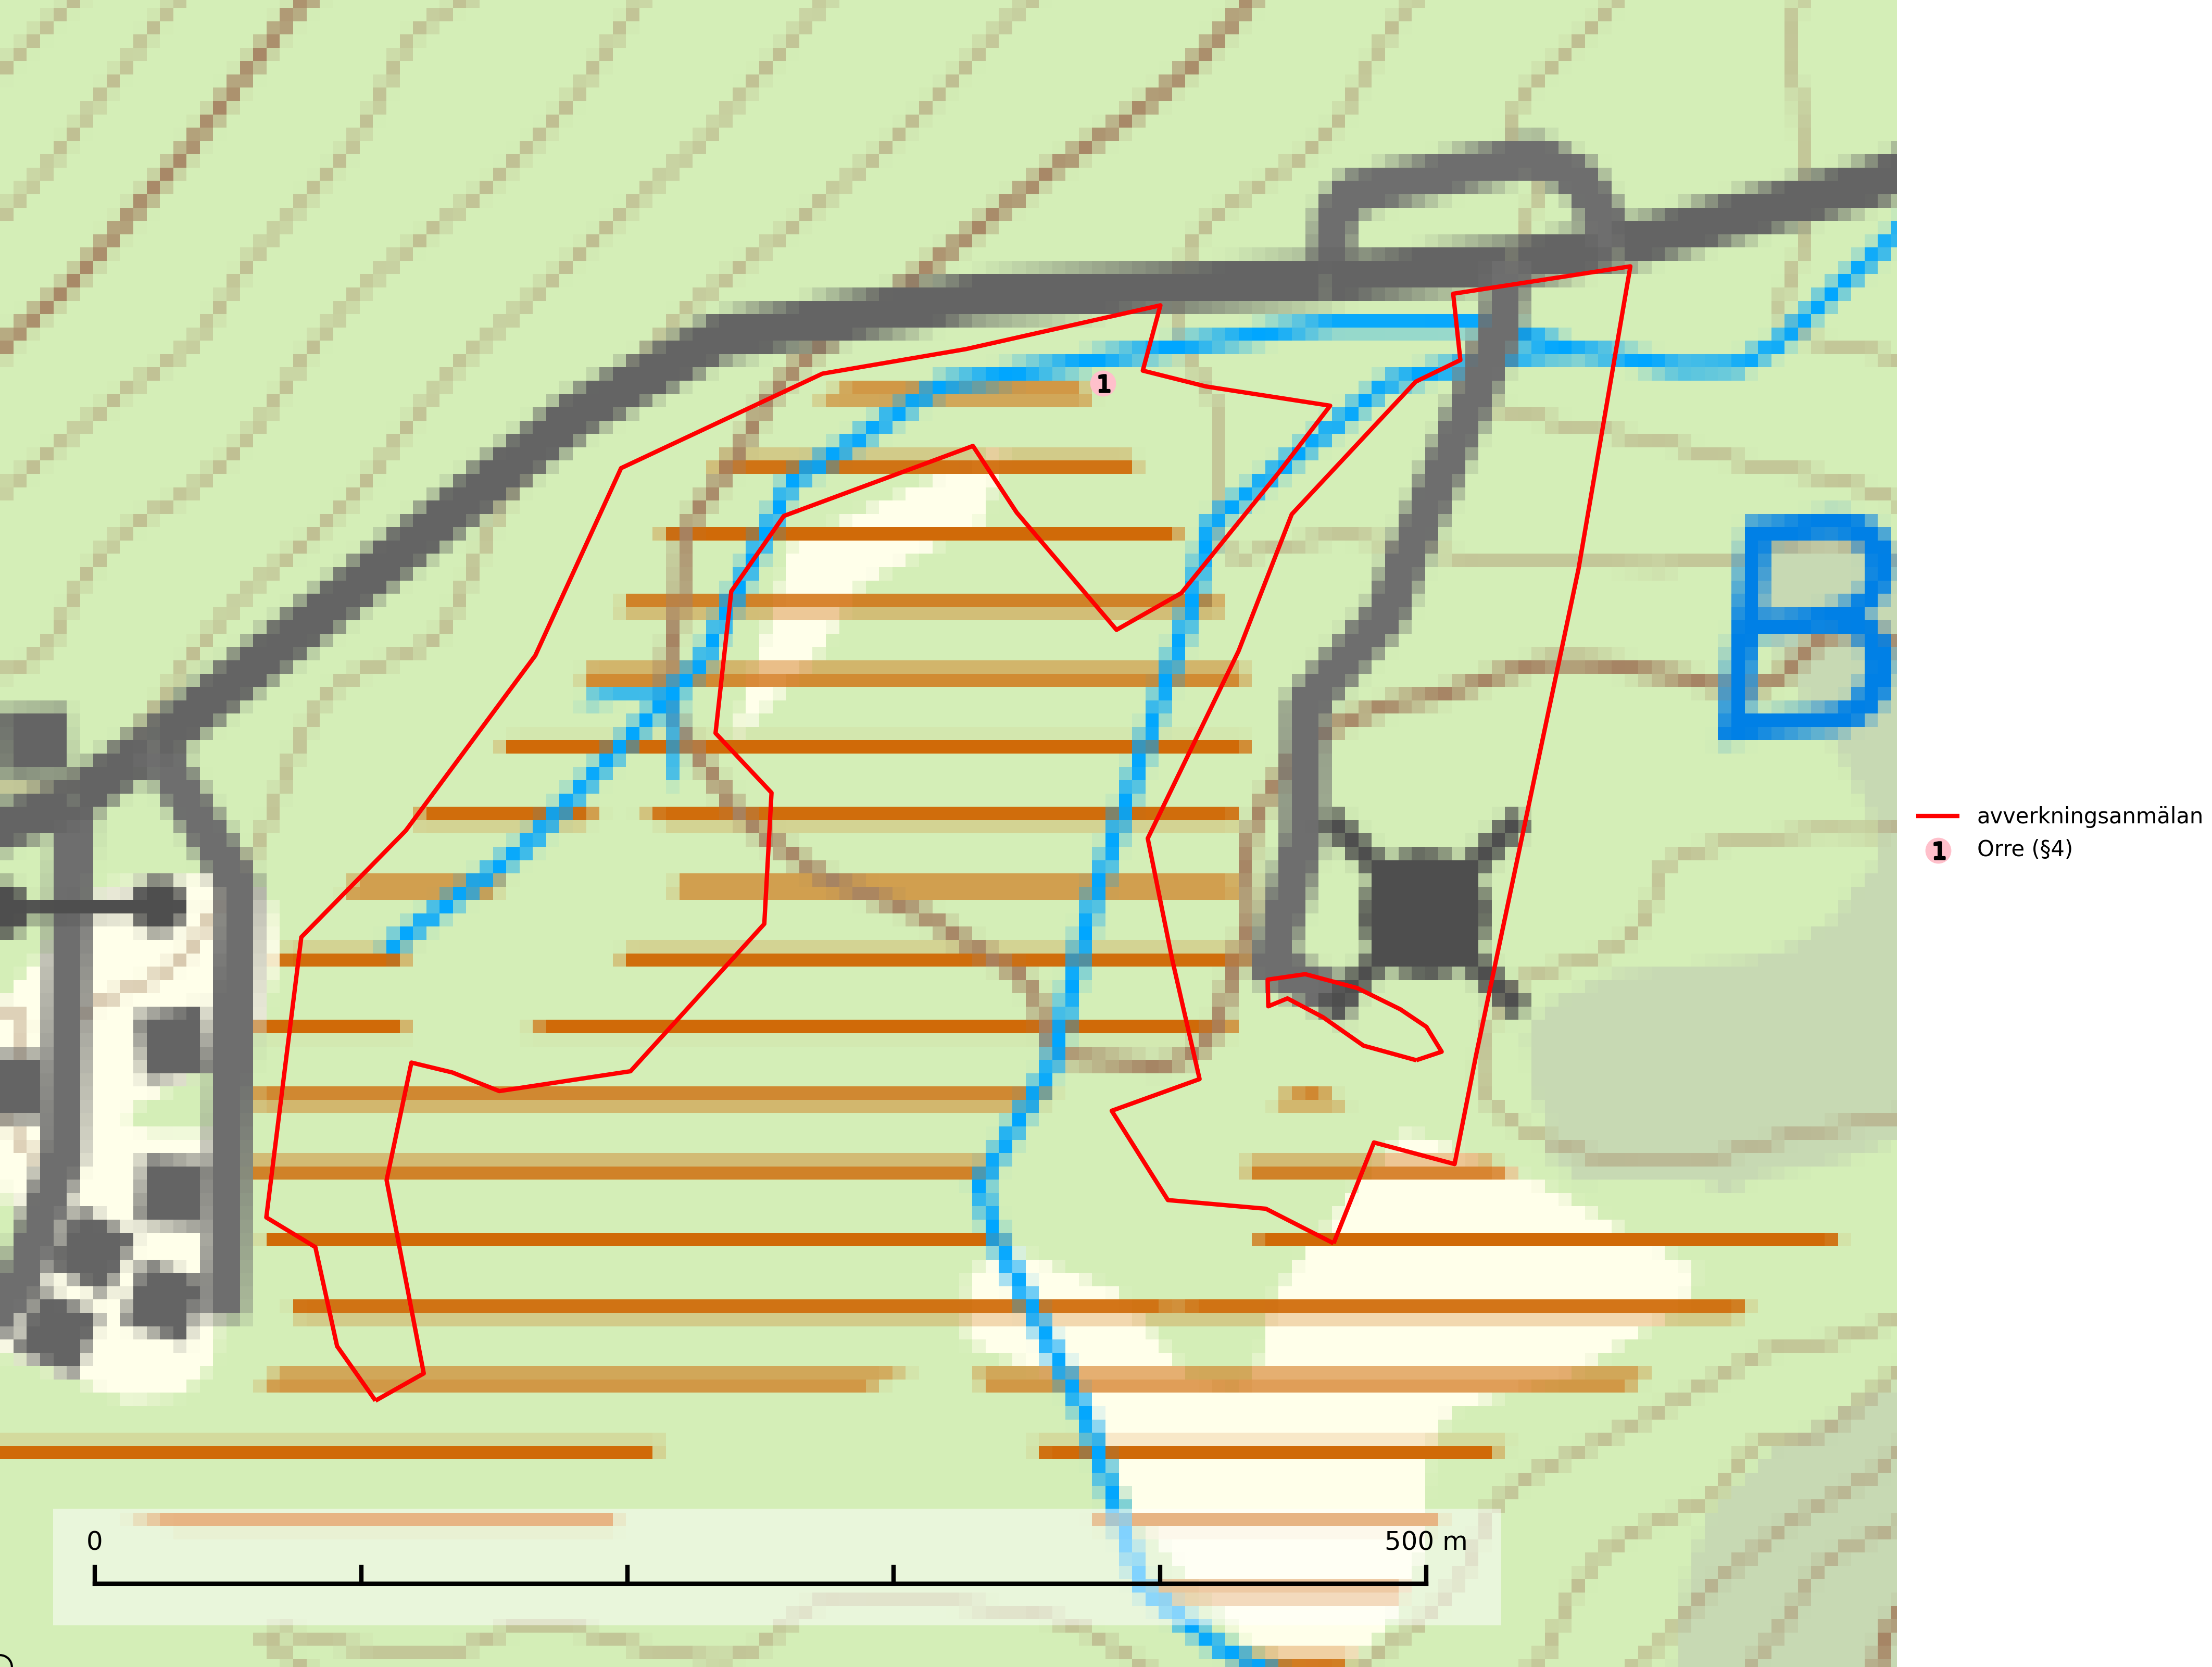 1
B
avverkningsanmälan
1 Orre (§4)
0 500 m